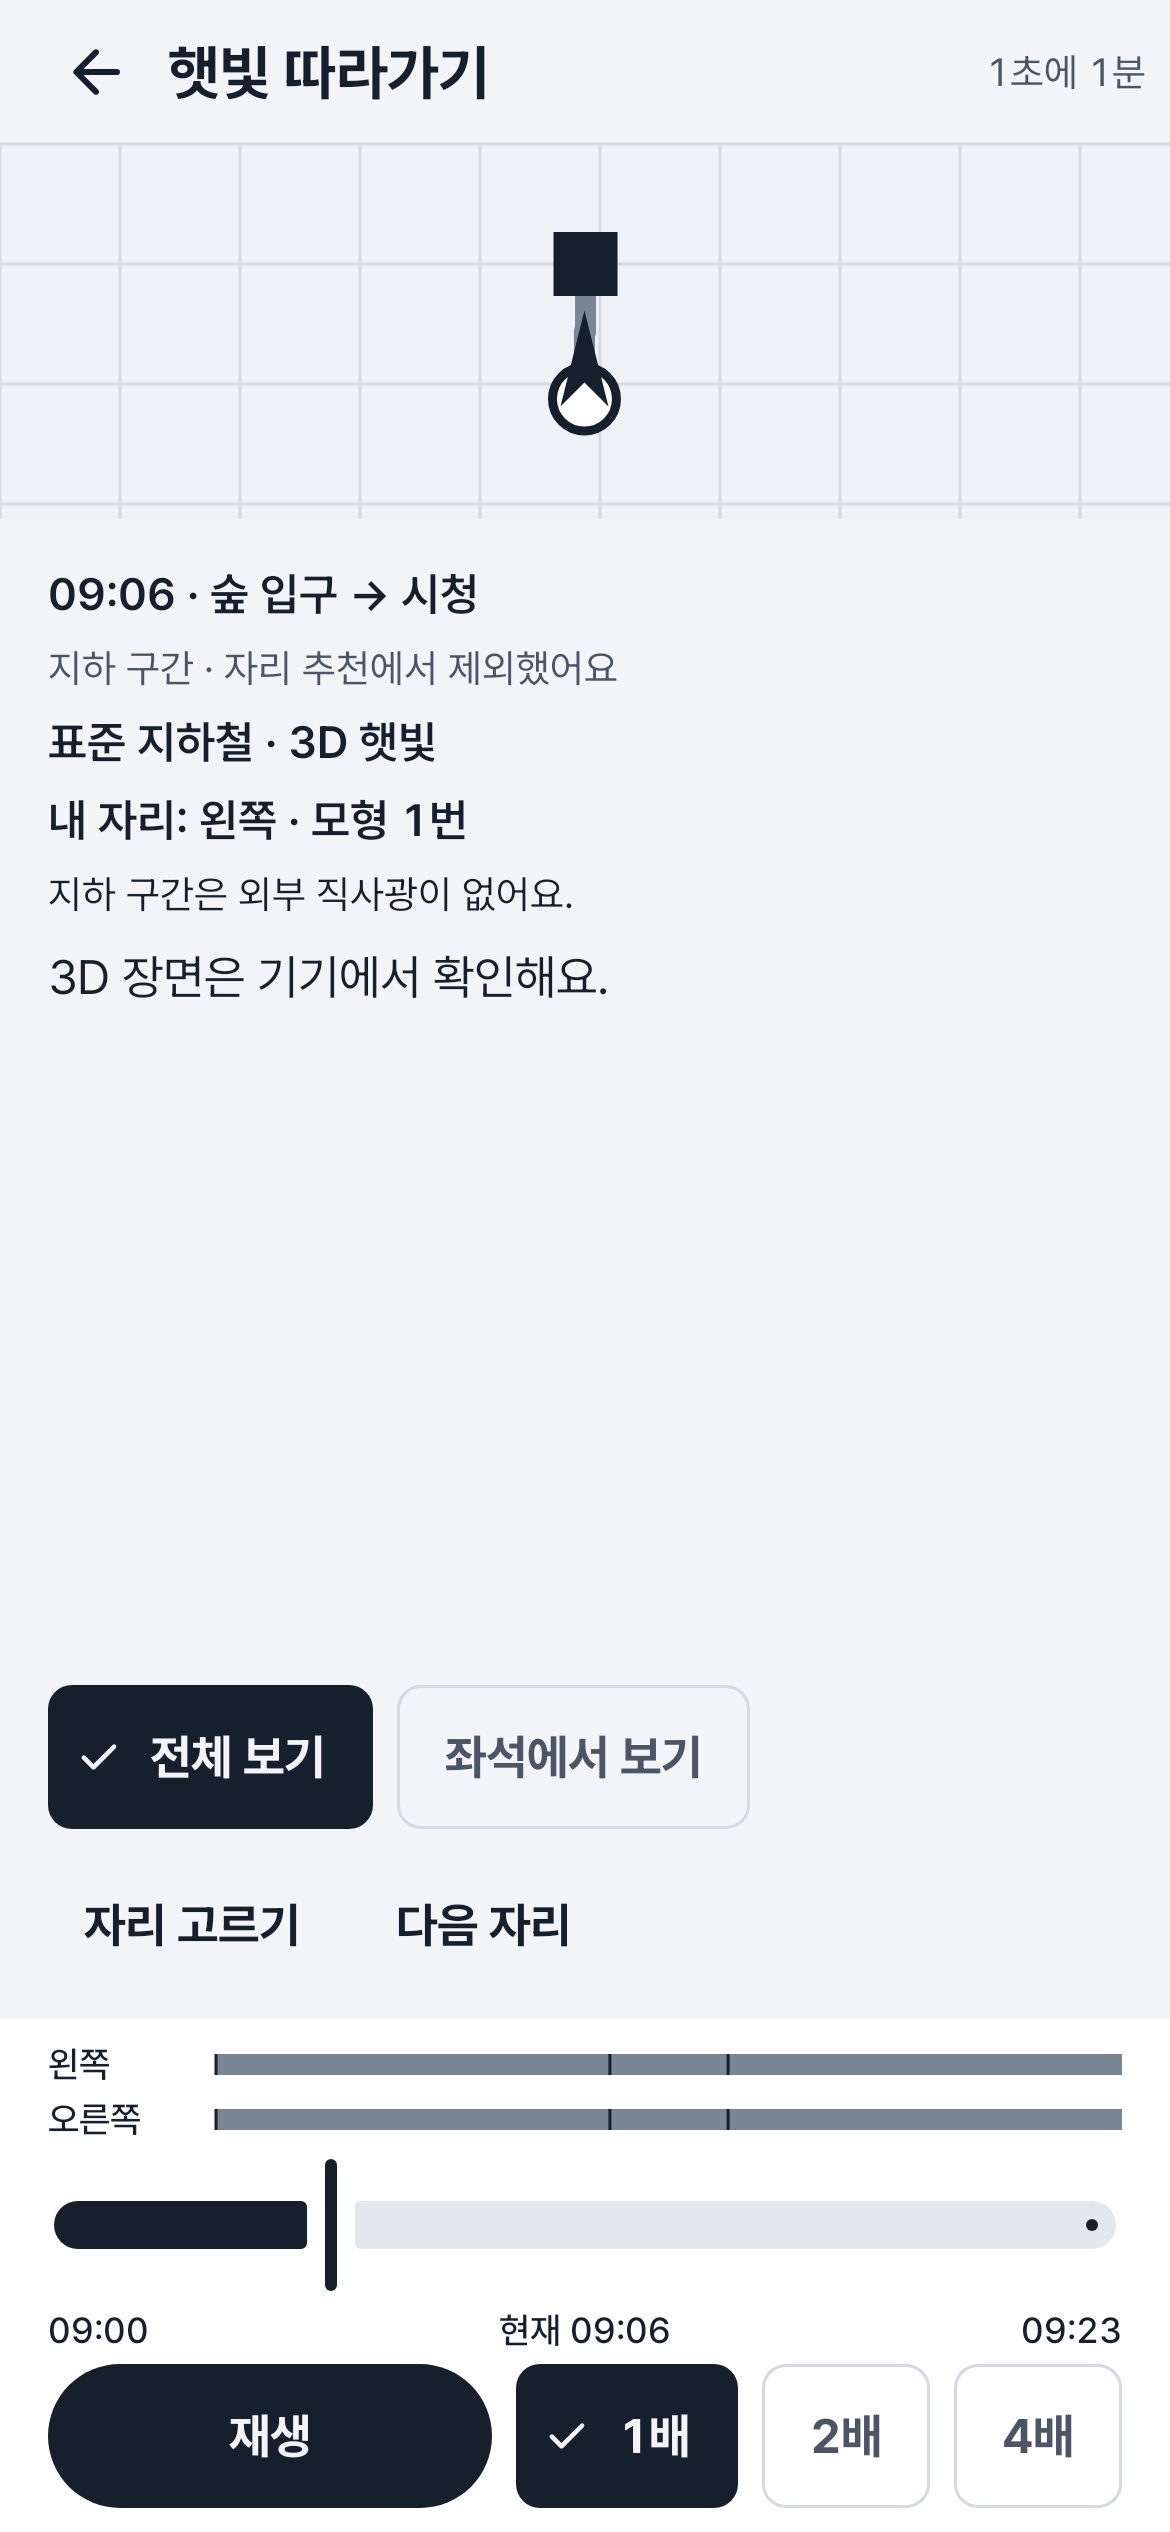 햇빛 따라가기
1초에 1분
09:06 · 숲 입구 → 시청
지하 구간 · 자리 추천에서 제외했어요
표준 지하철 · 3D 햇빛
내 자리: 왼쪽 · 모형 1번
지하 구간은 외부 직사광이 없어요.
3D 장면은 기기에서 확인해요.
전체 보기
좌석에서 보기
자리 고르기
다음 자리
왼쪽
오른쪽
09:00
현재 09:06
09:23
재생
1배
2배
4배